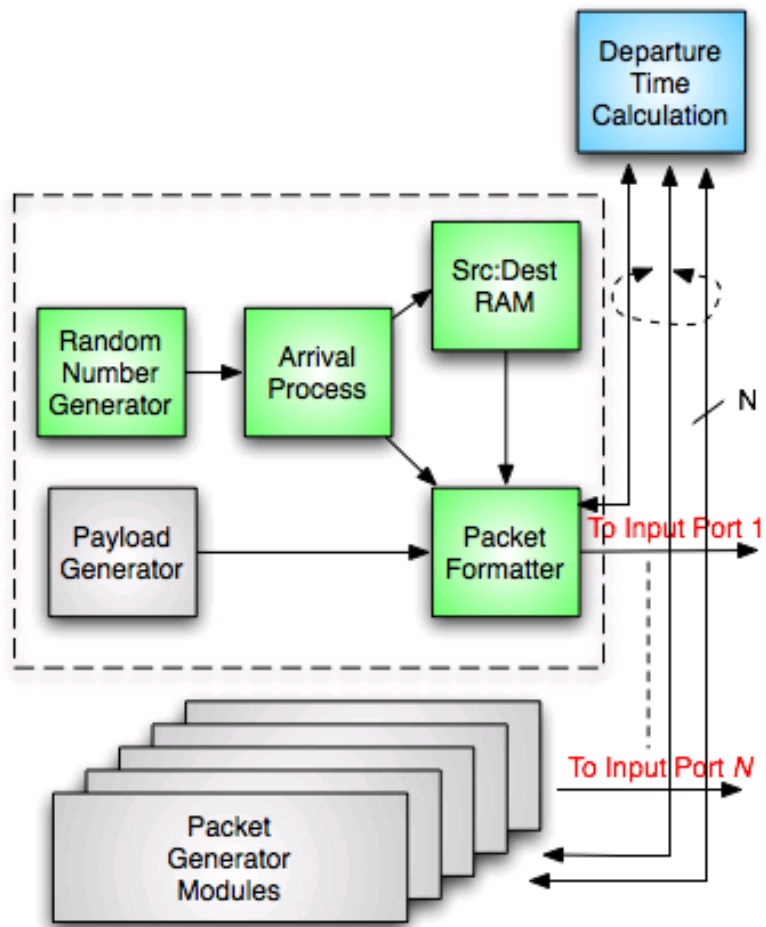 Departure
Time
Calculation
Src:Dest
RAM
Random
Number
Generator
Arrival
Process
N
Payload
Generator
Packet
Formatter
To Input Port 1
To Input Port N
Packet
Generator
Modules